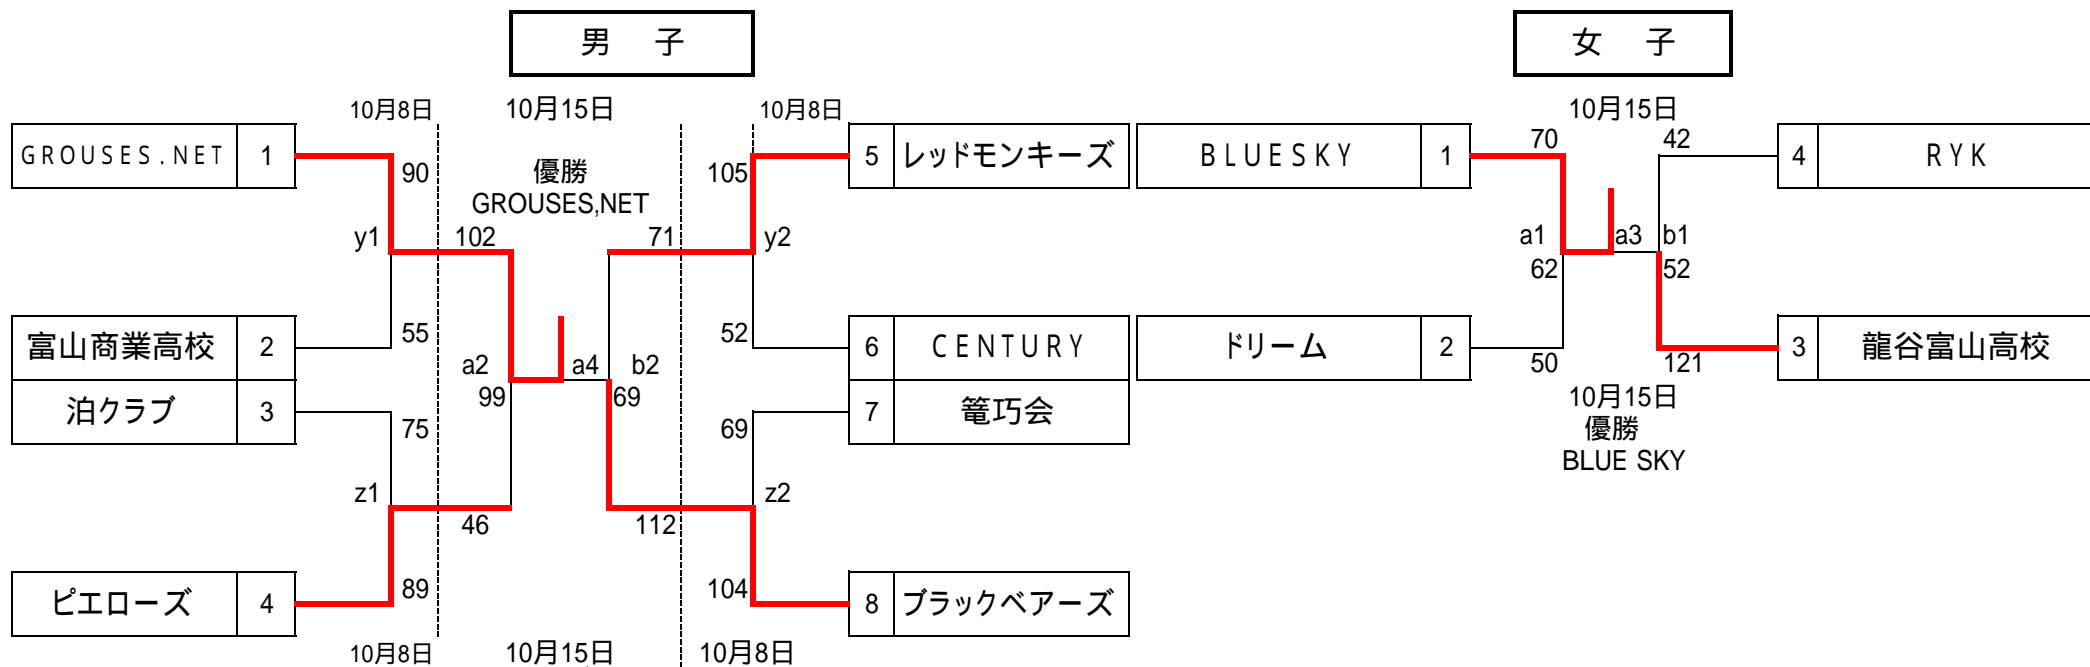 男 子
女 子
10月8日 10月15日 10月8日 10月15日
GROUSES.NET 1 90 優勝 105 5 レッドモンキーズ BLUESKY 1 70 42 4 RYK
GROUSES,NET
y1 102 71 y2 a1 a3 b1
62 52
富山商業高校 2 55 52 6 CENTURY ドリーム 2 50 121 3 龍谷富山高校
a2 a4 b2
99 69
泊クラブ 3 75 69 7 篭巧会
10月15日
優勝
BLUE SKY
z1 46 112 z2
ピエローズ 4 89 104 8 ブラックベアーズ
10月8日 10月15日 10月8日